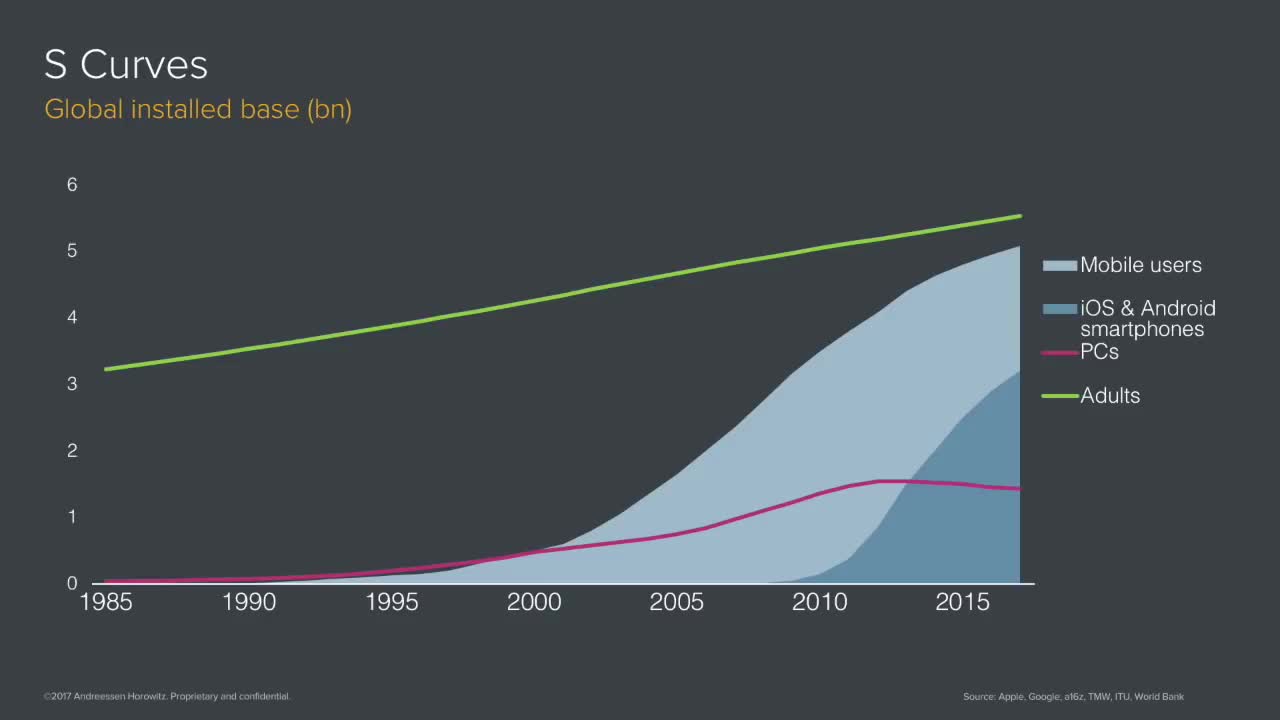 S Curves
Global installed base (bn)
6
5
4
3
2
1
0
1985 1990 1995 2000 2005 2010 2015
Mobile users
iOS & Android
smartphones
PCs
Adults
©2017 Andreessen Horowitz. Proprietary and confidential.
Source: Apple, Google, a16z, TMW, ITU, World Bank